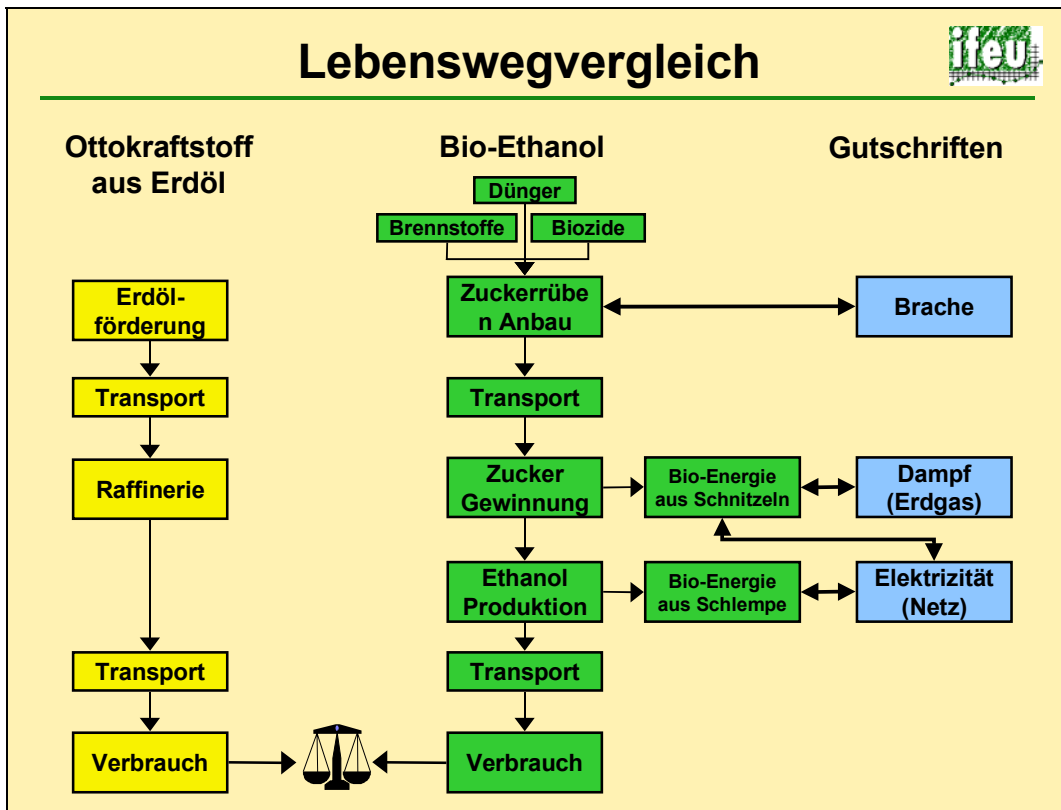 Lebenswegvergleich
ifeu
Ottokraftstoff
aus Erdöl
Bio-Ethanol
Gutschriften
Dünger
Brennstoffe
Biozide
Erdöl-
förderung
Zuckerrübe
n Anbau
Brache
Transport
Transport
Raffinerie
Zucker
Gewinnung
Bio-Energie
aus Schnitzeln
Dampf
(Erdgas)
Ethanol
Produktion
Bio-Energie
aus Schlempe
Elektrizität
(Netz)
Transport
Transport
Verbrauch
Verbrauch